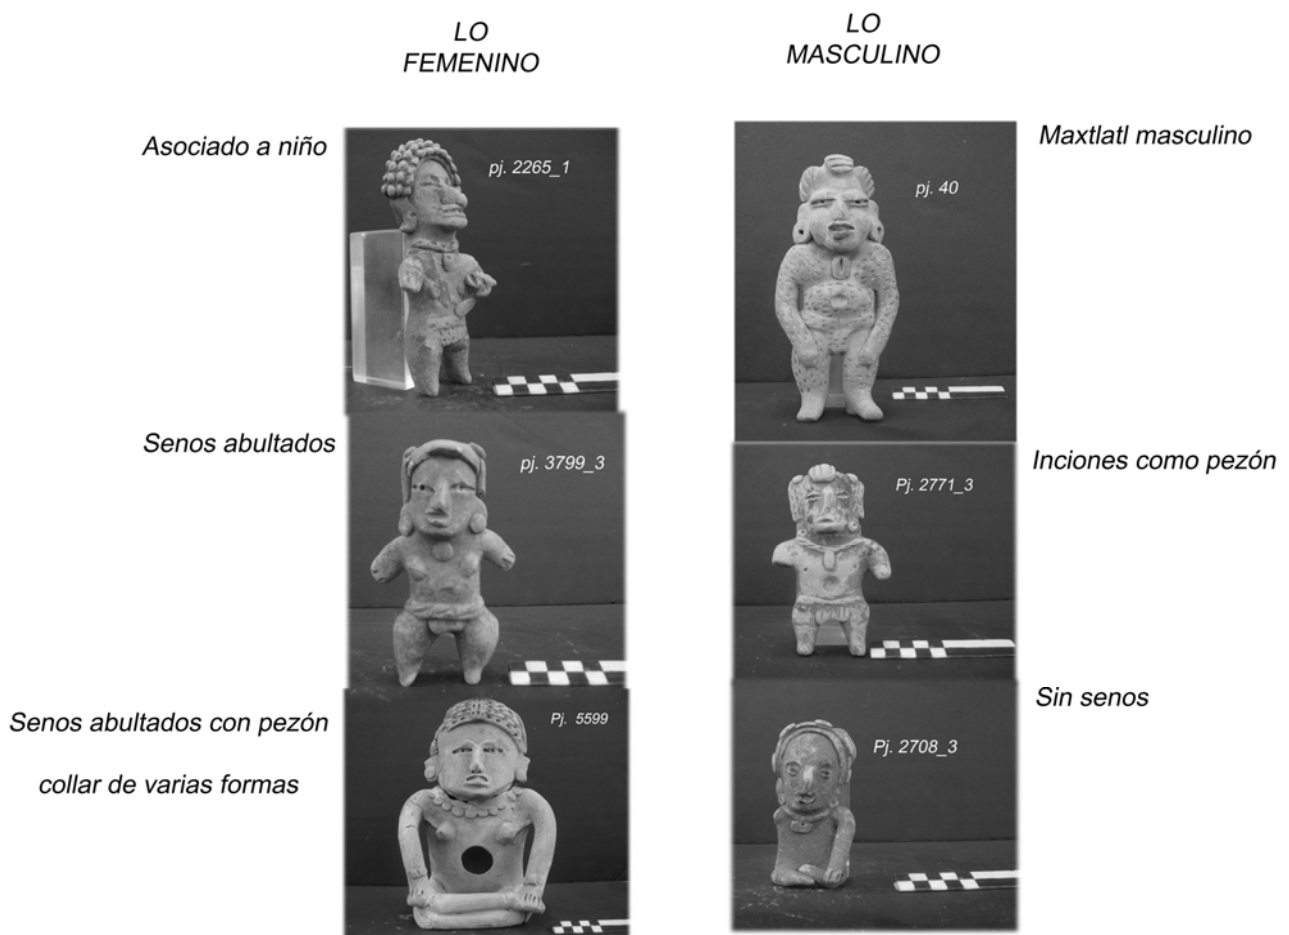 LO
FEMENINO
LO
MASCULINO
Asociado a niño
pj. 2265_1
pj. 40
Maxtlatl masculino
Senos abultados
pj. 3799_3
Pj. 2771_3
Inciones como pezón
Senos abultados con pezón
collar de varias formas
Pj. 5599
Pj. 2708_3
Sin senos